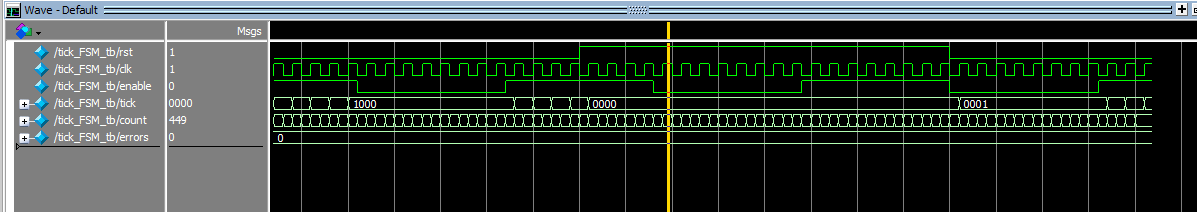 Wave - Default
Msgs
/tick_FSM_tb/rst 1
/tick_FSM_tb/clk 1
/tick_FSM_tb/enable 0
/tick_FSM_tb/tick 0000 1000 0000 0001
/tick_FSM_tb/count 449
/tick_FSM_tb/errors 0 0